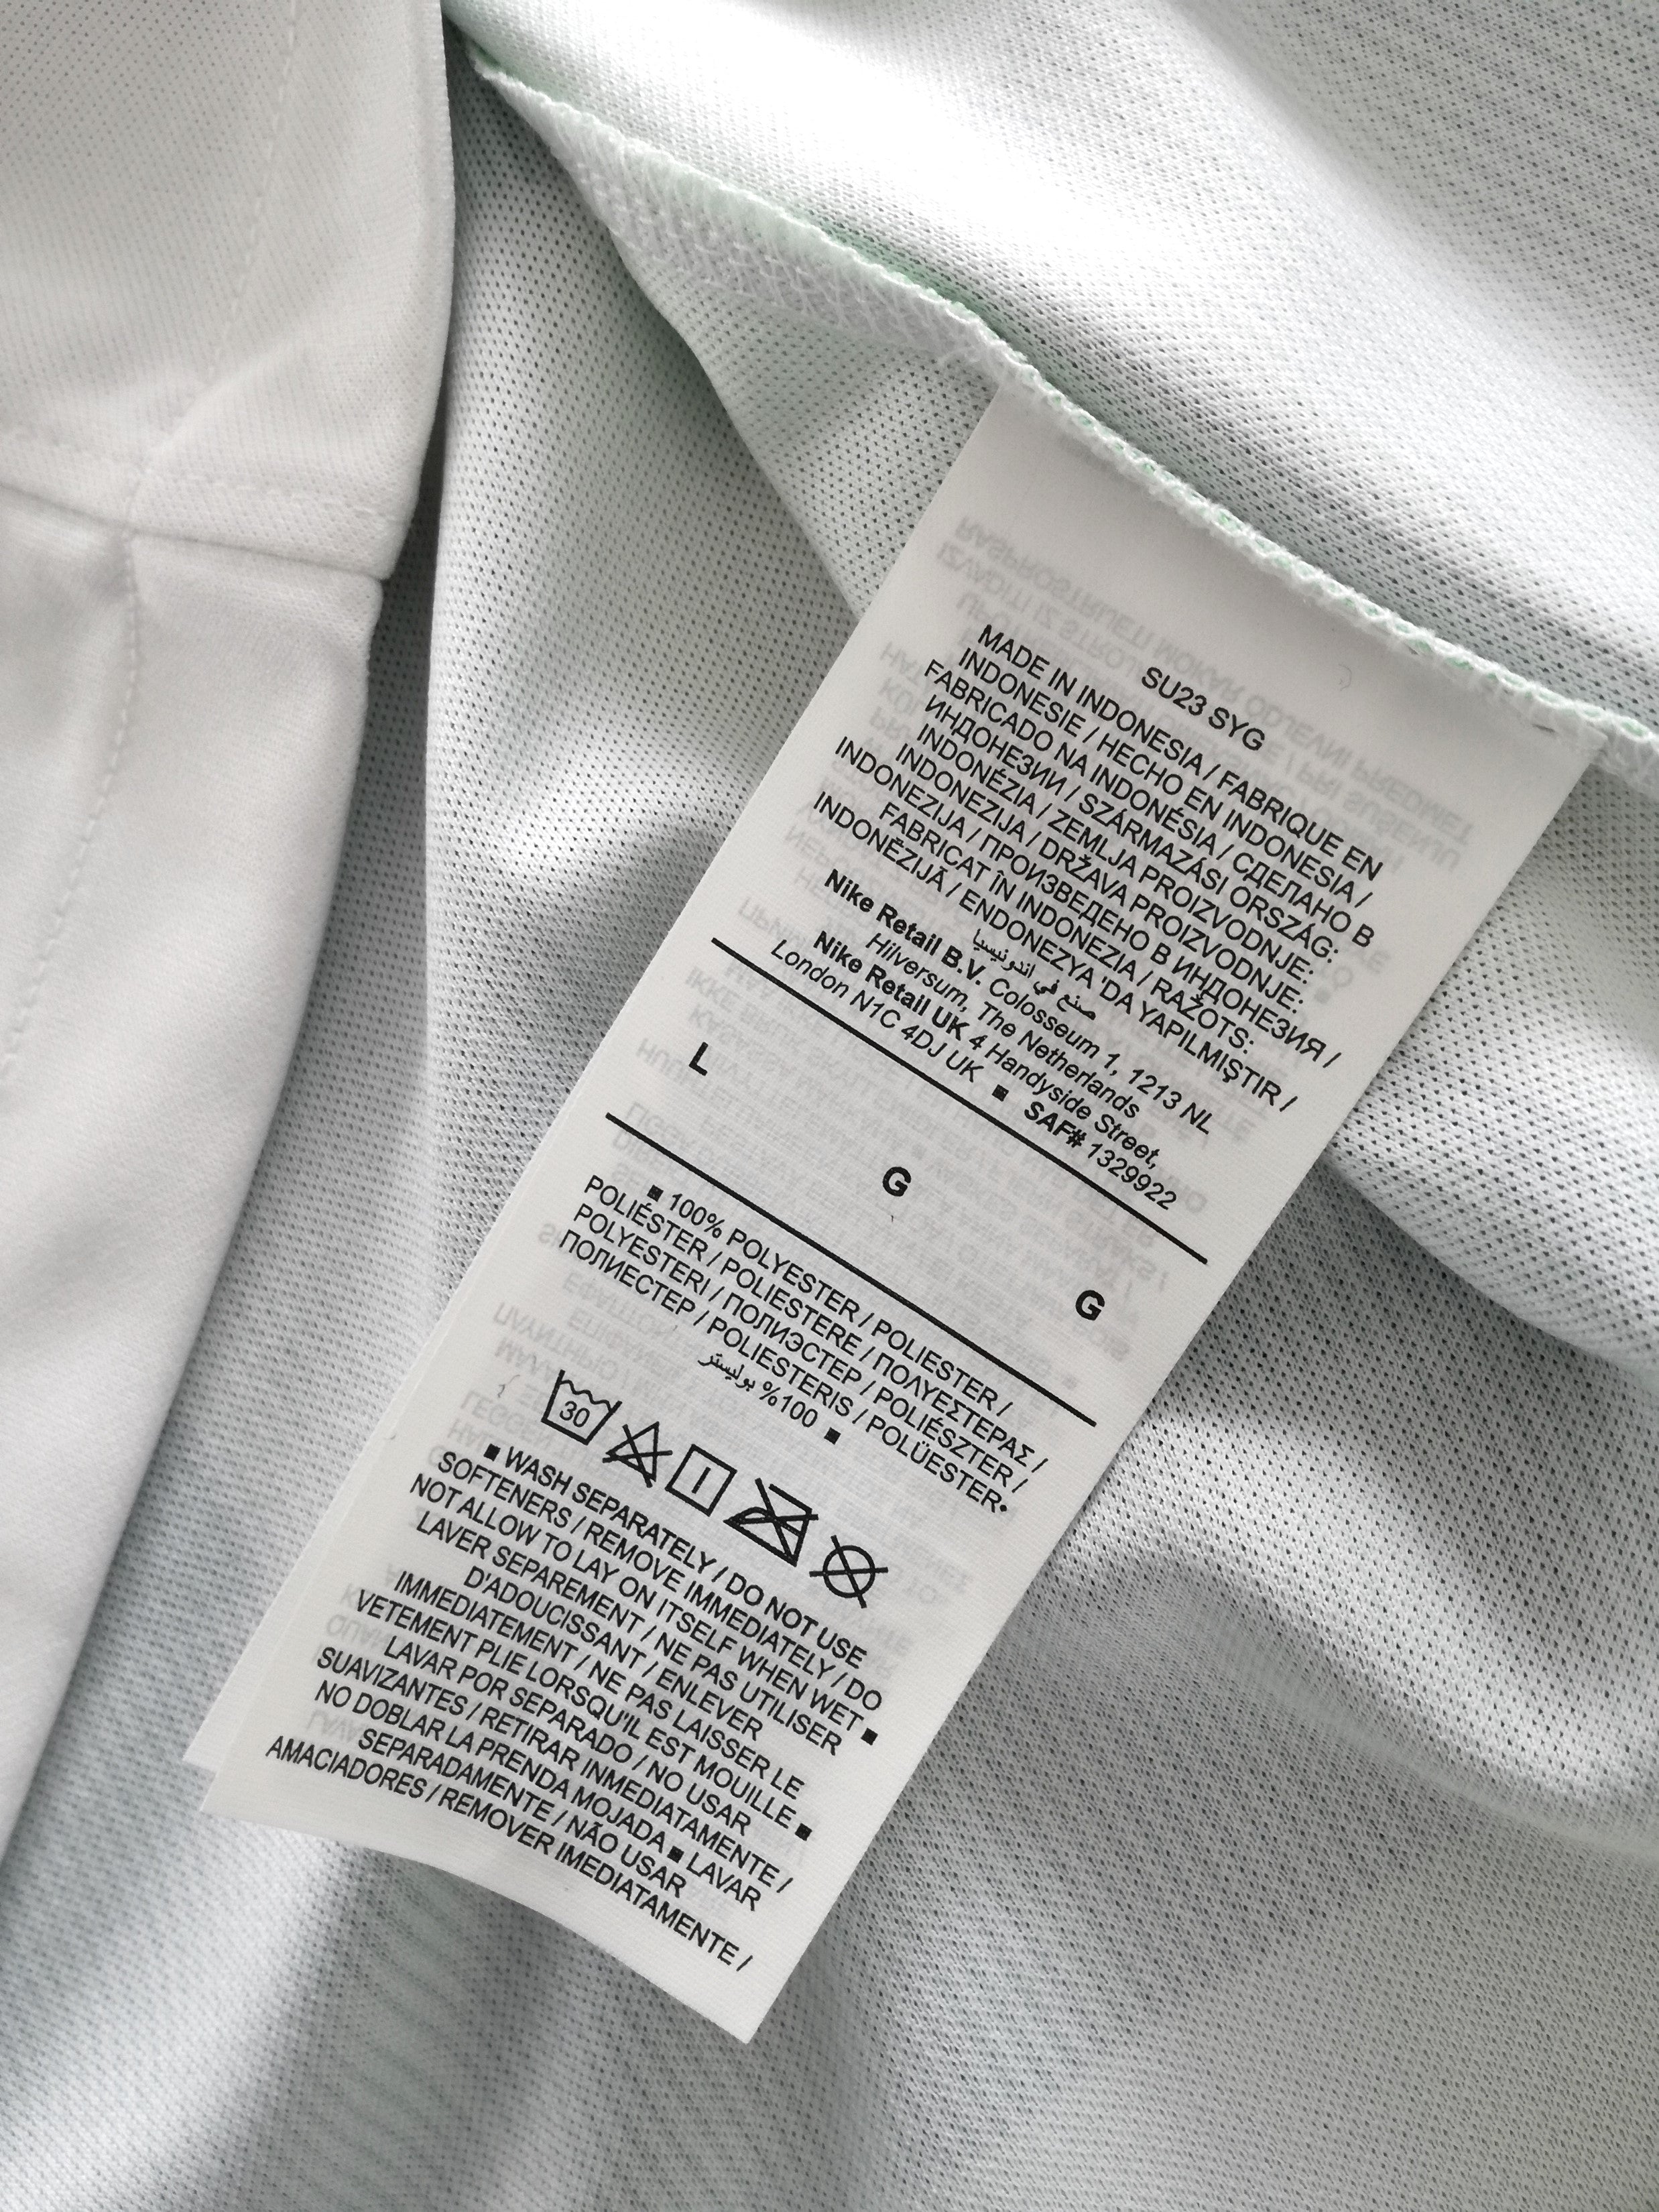 SU23 SYG
MADE IN INDONESIA / FABRIQUE EN
INDONESIE / HECHO EN INDONESIA /
FABRICADO NA INDONÉSIA / СДЕЛАНО В
ИНДОНЕЗИИ / SZÁRMAZÁSI ORSZÁG:
INDONÉZIA / ZEMLJA PROIZVODNJE:
INDONEZIJA / DRŽAVA PROIZVODNJE:
INDONEZIJA / ПРОИЗВЕДЕНО В ИНДОНЕЗИЯ /
FABRICAT ÎN INDONEZIA / RAŽOTS:
INDONĒZIJĀ / ENDONEZYA 'DA YAPILMIŞTIR /
صنع في اندونيسيا
Nike Retail B.V. Colosseum 1, 1213 NL
Hilversum, The Netherlands
Nike Retail UK 4 Handyside Street,
London N1C 4DJ UK ▪ SAF# 1329922
L G G
▪ 100% POLYESTER / POLIESTER /
POLIÉSTER / POLIESTERE / ΠΟΛΥΕΣΤΕΡΑΣ /
POLYESTERI / ПОЛИЭСТЕР / POLIÉSZTER /
ПОЛИЕСТЕР / POLIESTERIS / POLÜESTER•
100% بوليستر ▪
30
▪ WASH SEPARATELY / DO NOT USE
SOFTENERS / REMOVE IMMEDIATELY / DO
NOT ALLOW TO LAY ON ITSELF WHEN WET ▪
LAVER SEPAREMENT / NE PAS UTILISER
D'ADOUCISSANT / ENLEVER
IMMEDIATEMENT / NE PAS LAISSER LE
VETEMENT PLIE LORSQU'IL EST MOUILLE ▪
LAVAR POR SEPARADO / NO USAR
SUAVIZANTES / RETIRAR INMEDIATAMENTE /
NO DOBLAR LA PRENDA MOJADA ▪ LAVAR
SEPARADAMENTE / NÃO USAR
AMACIADORES / REMOVER IMEDIATAMENTE /